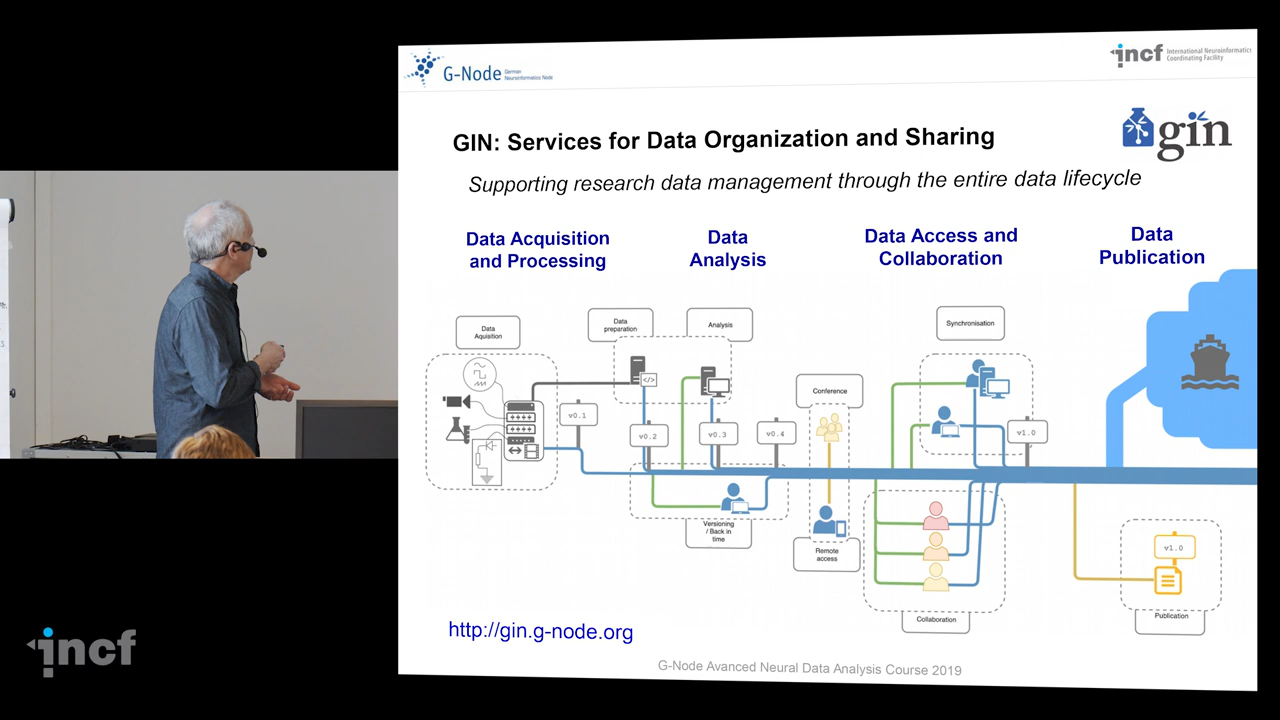 G-Node German
Neuroinformatics Node
incf International Neuroinformatics
Coordinating Facility
GIN: Services for Data Organization and Sharing
gin
Supporting research data management through the entire data lifecycle
Data Acquisition
and Processing
Data
Analysis
Data Access and
Collaboration
Data
Publication
Data
Aquisition
Data
preparation
Analysis
Synchronisation
Conference
</>
v0.1
v0.2
v0.3
v0.4
v1.0
Versioning
/ Back in
time
Remote
access
Collaboration
v1.0
Publication
http://gin.g-node.org
G-Node Avanced Neural Data Analysis Course 2019
incf